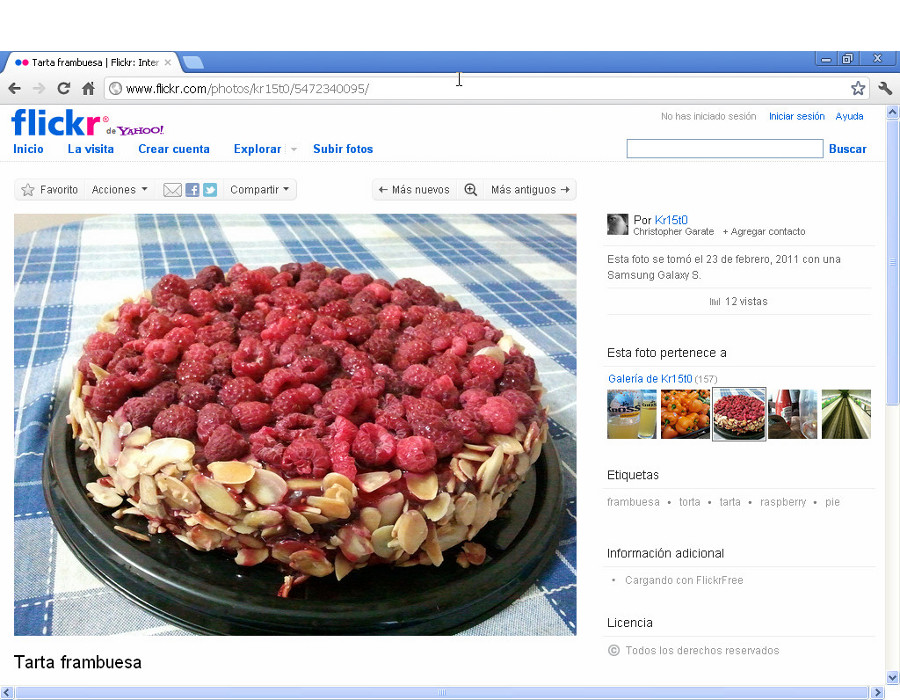 Tarta frambuesa | Flickr: Inter
www.flickr.com/photos/kr15t0/5472340095/
flickr® de YAHOO!
No han iniciado sesión Iniciar sesión Ayuda
Inicio La visita Crear cuenta Explorar Subir fotos Buscar
Favorito Acciones Compartir ← Más nuevos Más antiguos →
Por Kr15t0
Christopher Garate + Agregar contacto
Esta foto se tomó el 23 de febrero, 2011 con una
Samsung Galaxy S.
12 vistas
Esta foto pertenece a
Galería de Kr15t0 (157)
Etiquetas
frambuesa • torta • tarta • raspberry • pie
Información adicional
• Cargando con FlickrFree
Licencia
© Todos los derechos reservados
Tarta frambuesa